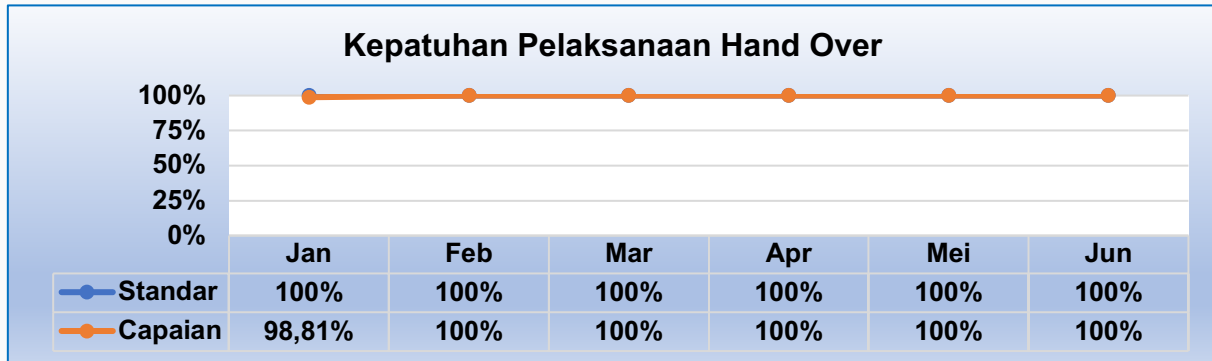 Kepatuhan Pelaksanaan Hand Over
100%
75%
50%
25%
0%
Jan Feb Mar Apr Mei Jun
Standar 100% 100% 100% 100% 100% 100%
Capaian 98,81% 100% 100% 100% 100% 100%